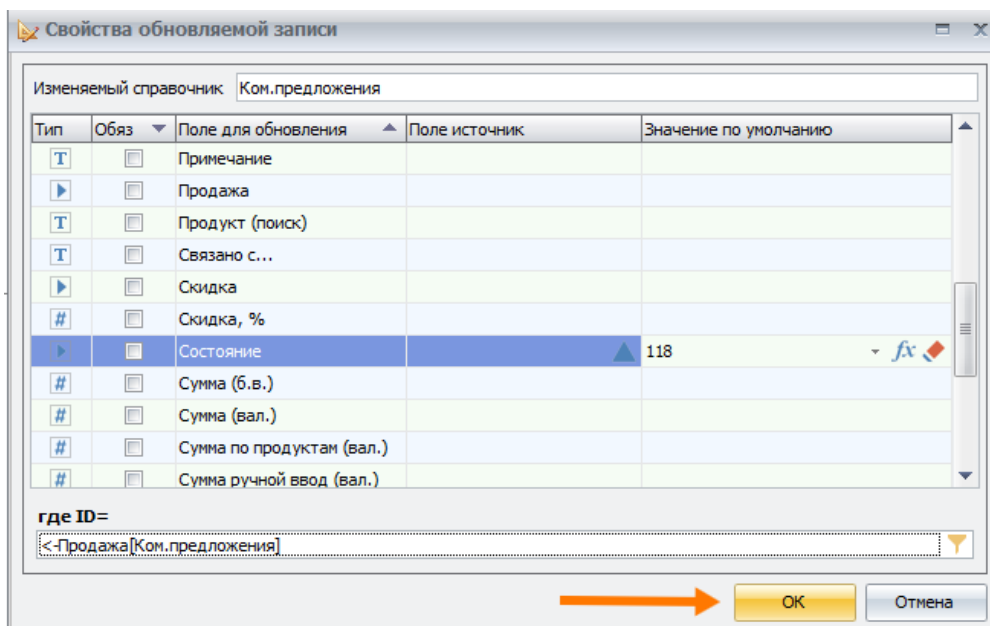 Свойства обновляемой записи
Изменяемый справочник Ком.предложения
Тип Обяз Поле для обновления Поле источник Значение по умолчанию
T Примечание
Продажа
T Продукт (поиск)
T Связано с...
Скидка
# Скидка, %
Состояние 118 fx
# Сумма (б.в.)
# Сумма (вал.)
# Сумма по продуктам (вал.)
# Сумма ручной ввод (вал.)
где ID=
<-Продажа[Ком.предложения]
ОК Отмена